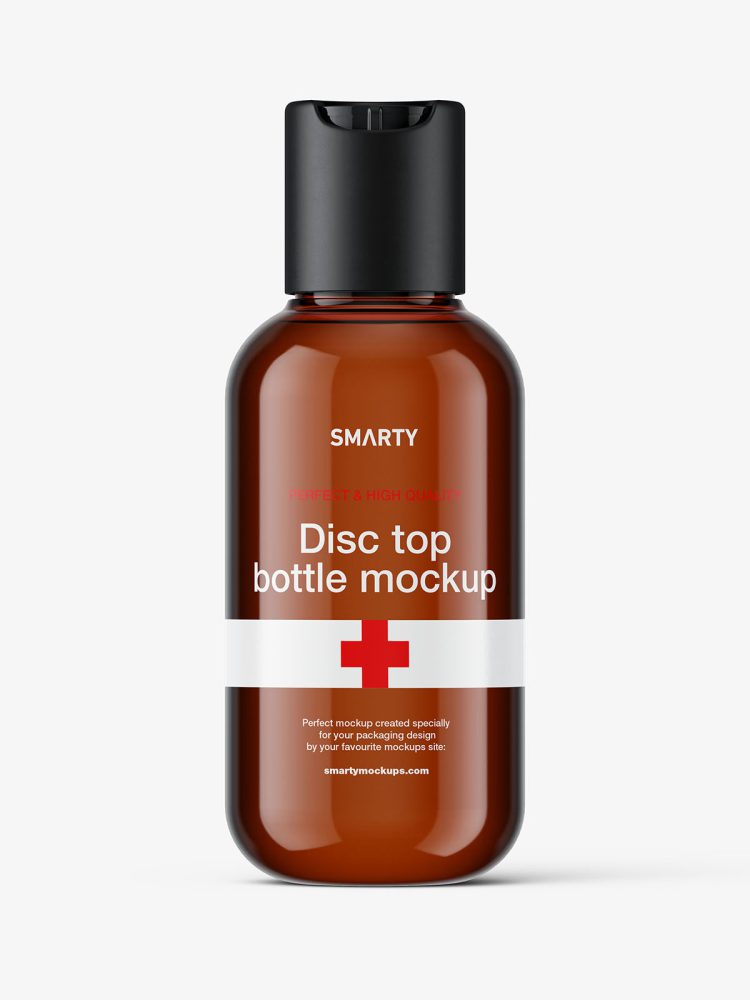 SMARTY
PERFECT & HIGH QUALITY
Disc top
bottle mockup
Perfect mockup created specially
for your packaging design
by your favourite mockups site:
smartymockups.com